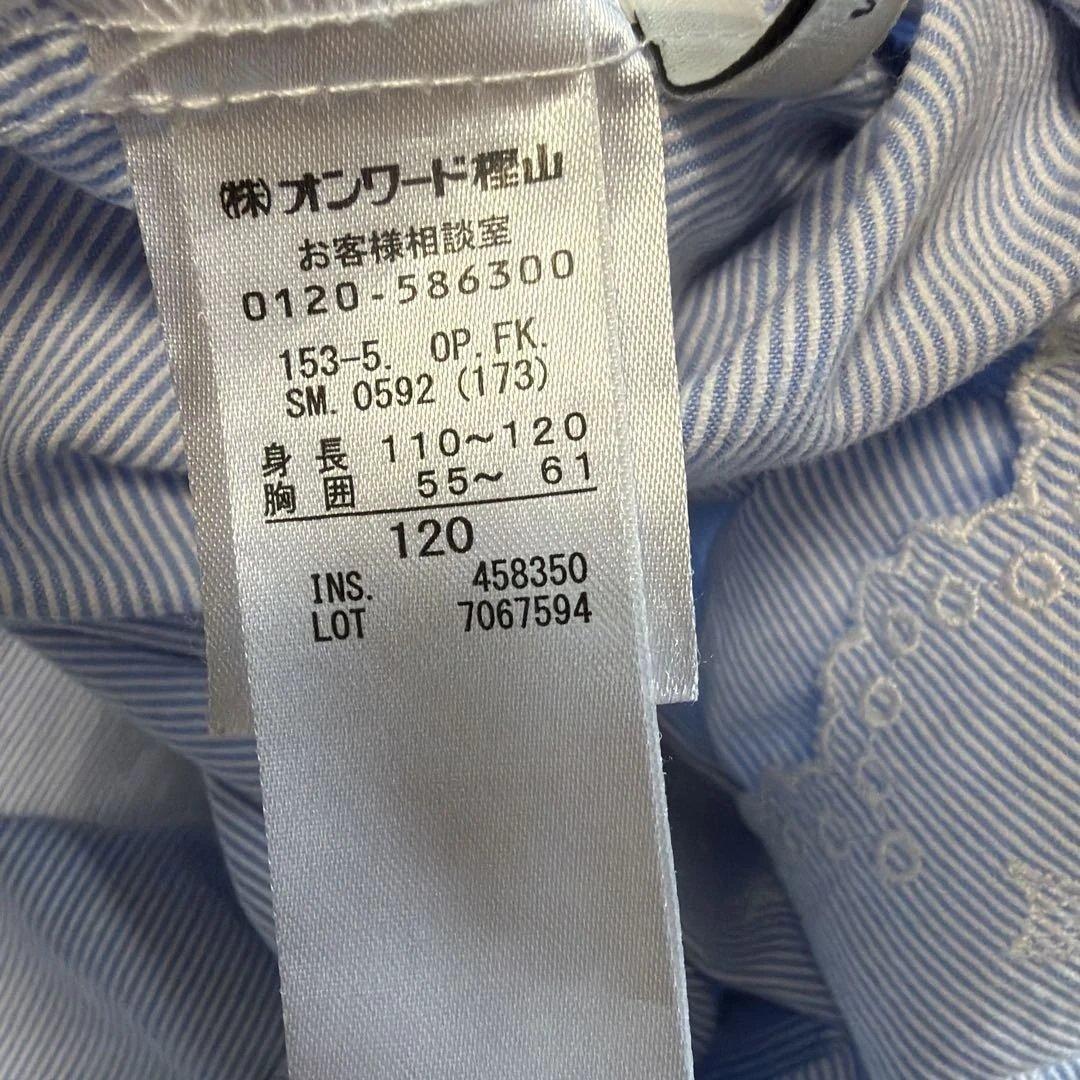 (株)オンワード樫山
お客様相談室
0120-586300
153-5. OP.FK.
SM. 0592 (173)
身 長 110~120
胸 囲 55~ 61
120
INS. 458350
LOT 7067594